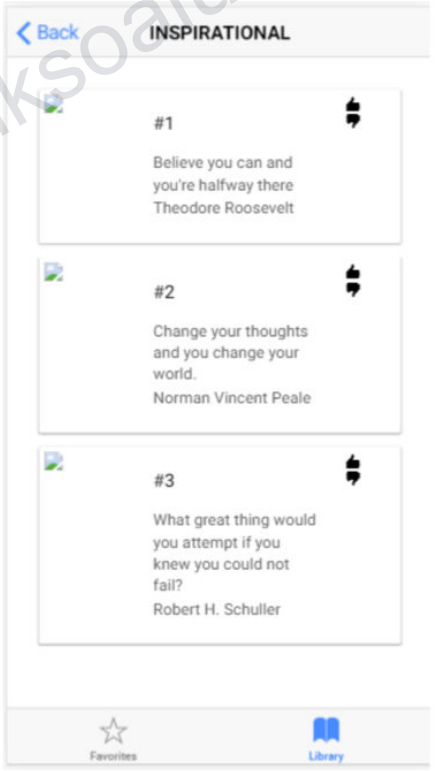 Back
INSPIRATIONAL
#1
Believe you can and
you're halfway there
Theodore Roosevelt
#2
Change your thoughts
and you change your
world.
Norman Vincent Peale
#3
What great thing would
you attempt if you
knew you could not
fail?
Robert H. Schuller
Favorites
Library